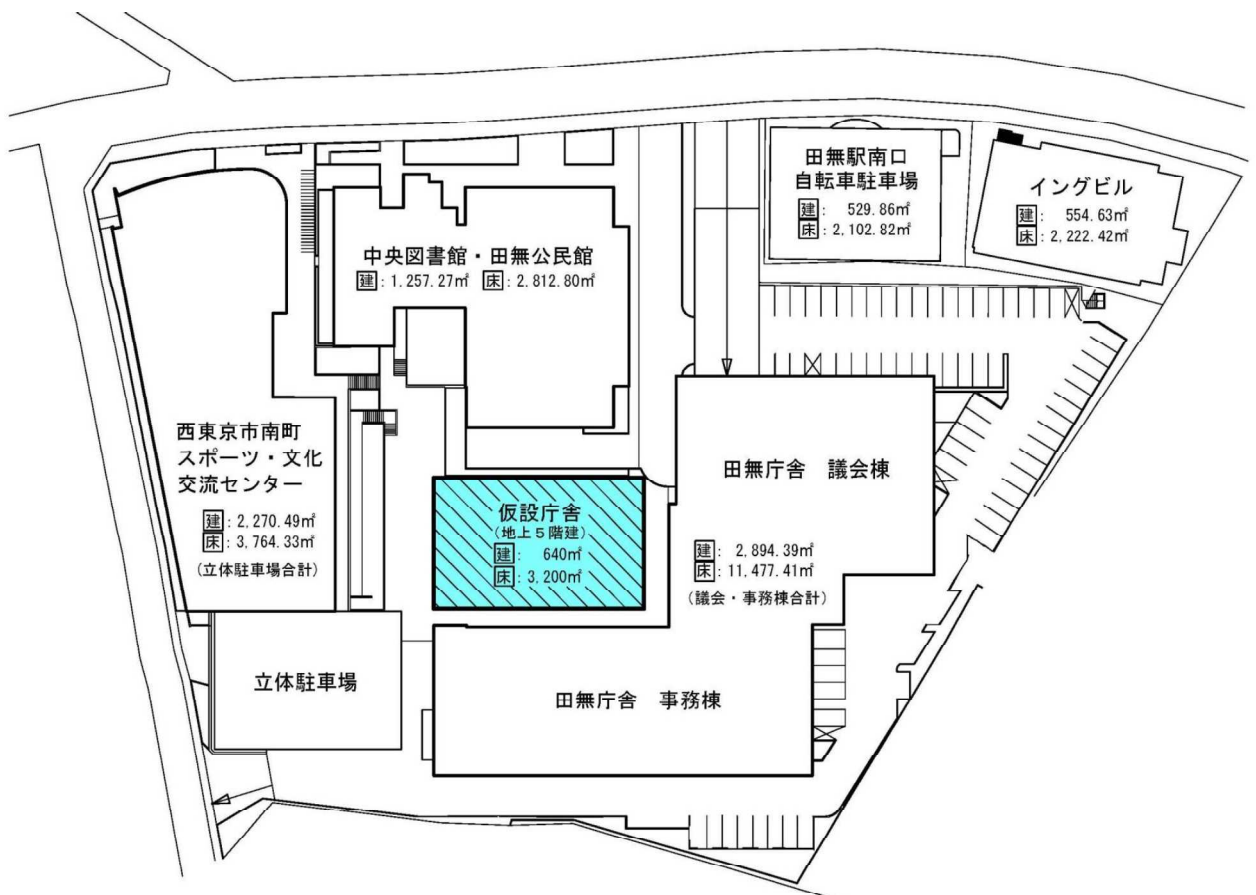 田無駅南口
自転車駐車場
建: 529.86㎡
床: 2,102.82㎡
イングビル
建: 554.63㎡
床: 2,222.42㎡
中央図書館・田無公民館
建: 1.257.27㎡ 床: 2.812.80㎡
西東京市南町
スポーツ・文化
交流センター
建: 2,270.49㎡
床: 3,764.33㎡
(立体駐車場合計)
仮設庁舎
(地上5階建)
建: 640㎡
床: 3,200㎡
田無庁舎 議会棟
建: 2,894.39㎡
床: 11,477.41㎡
(議会・事務棟合計)
立体駐車場
田無庁舎 事務棟